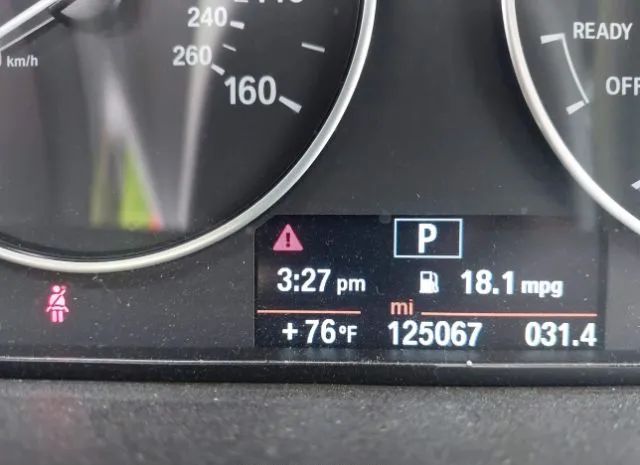 240
READY
km/h
260
160
OFF
P
3:27 pm
18.1 mpg
mi
+76°F
125067
031.4